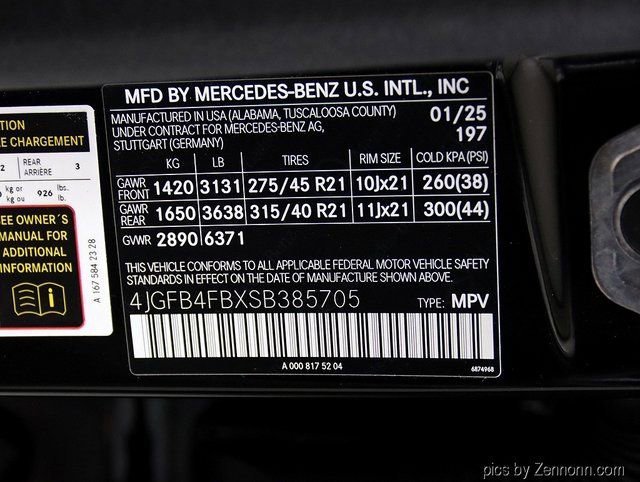 MFD BY MERCEDES-BENZ U.S. INTL., INC
MANUFACTURED IN USA (ALABAMA, TUSCALOOSA COUNTY)
UNDER CONTRACT FOR MERCEDES-BENZ AG,
STUTTGART (GERMANY)
01/25
197
KG LB TIRES RIM SIZE COLD KPA (PSI)
GAWR FRONT 1420 3131 275/45 R21 10Jx21 260(38)
GAWR REAR 1650 3638 315/40 R21 11Jx21 300(44)
GVWR 2890 6371
THIS VEHICLE CONFORMS TO ALL APPLICABLE FEDERAL MOTOR VEHICLE SAFETY
STANDARDS IN EFFECT ON THE DATE OF MANUFACTURE SHOWN ABOVE.
4JGFB4FBXSB385705 TYPE: MPV
A 000 817 52 04
6874968
TION
E CHARGEMENT
2 REAR ARRIÈRE 3
kg or
kg ou 926 lbs.
lb.
EE OWNER´S
MANUAL FOR
ADDITIONAL
INFORMATION
A 167 584 23 28
pics by Zennonn.com